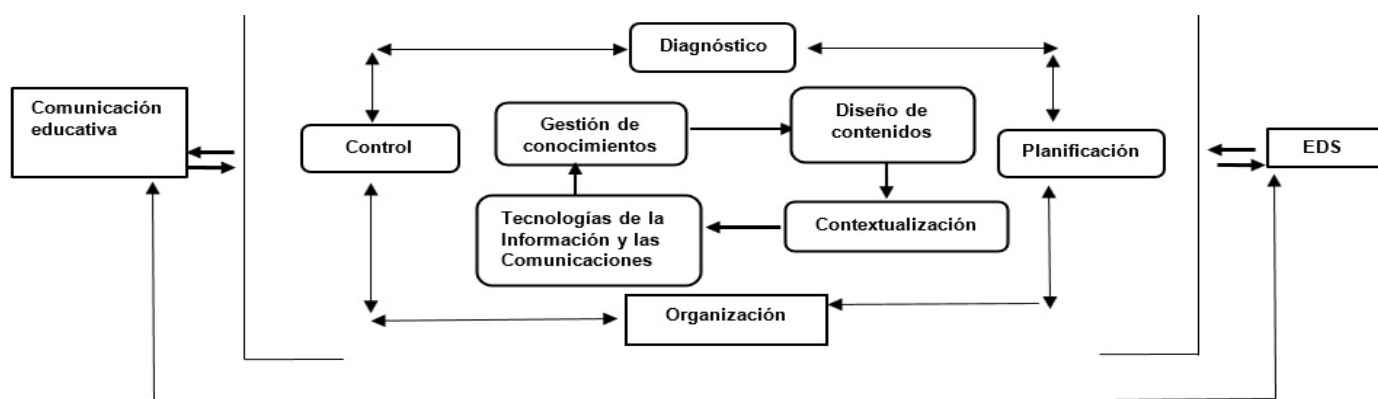 Diagnóstico
Comunicación
educativa
Gestión de
conocimientos
Diseño de
contenidos
Control
Planificación
EDS
Tecnologías de la
Información y las
Comunicaciones
Contextualización
Organización